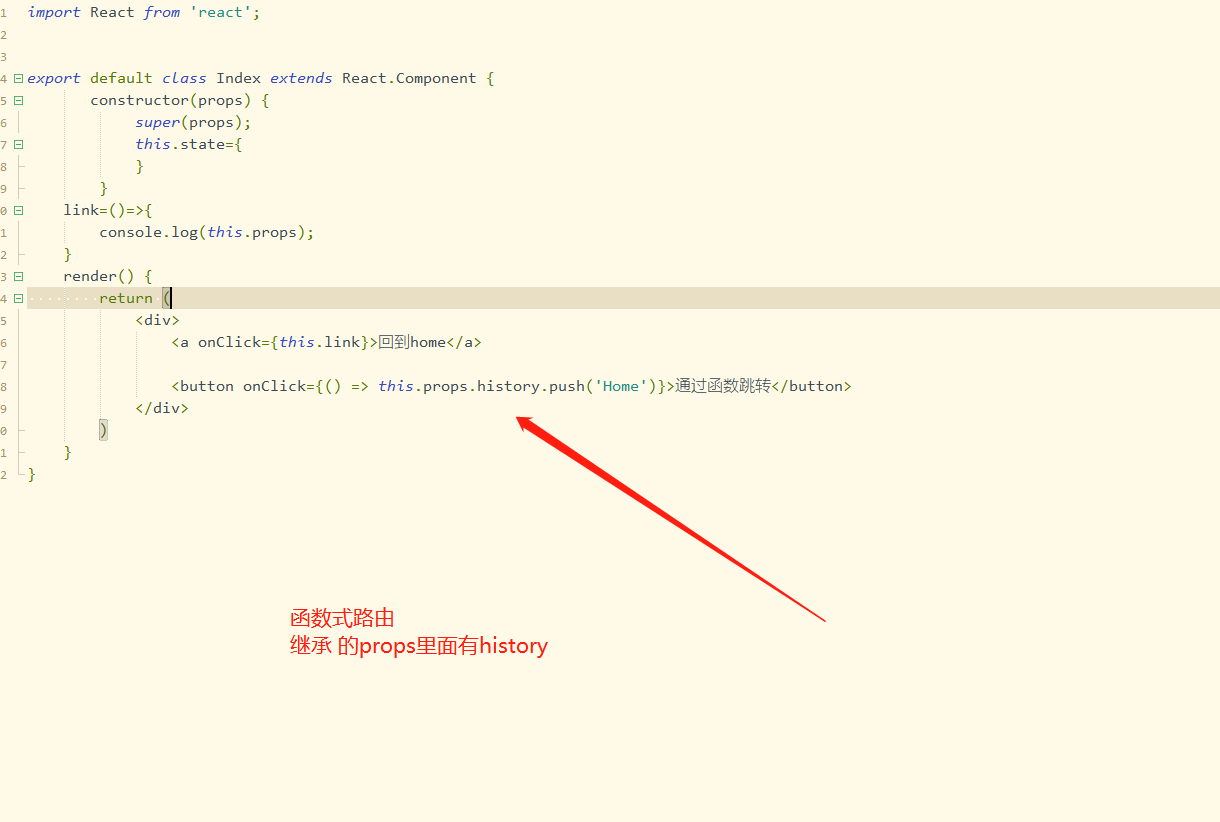 1 import React from 'react';
2
3
4 export default class Index extends React.Component {
5 constructor(props) {
6 super(props);
7 this.state={
8 }
9 }
0 link=()=>{
1 console.log(this.props);
2 }
3 render() {
4 return (
5 <div>
6 <a onClick={this.link}>回到home</a>
7
8 <button onClick={() => this.props.history.push('Home')}>通过函数跳转</button>
9 </div>
0 )
1 }
2 }
函数式路由
继承 的props里面有history